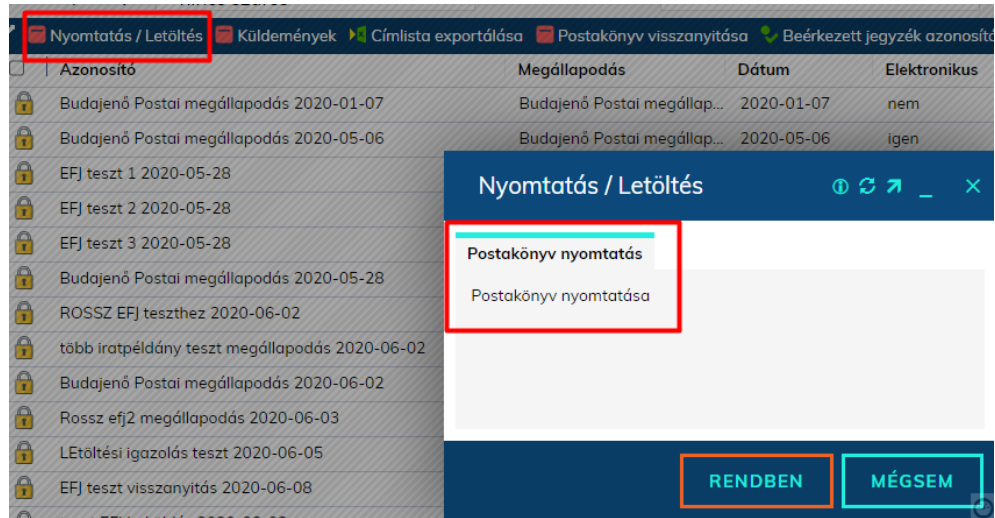 Nyomtatás / Letöltés Küldemények Címlista exportálása Postakönyv visszanyitása Beérkezett jegyzék
Azonosító Megállapodás Dátum Elektronikus
Budajenő Postai megállapodás 2020-01-07 Budajenő Postai megállap... 2020-01-07 nem
Budajenő Postai megállapodás 2020-05-06 Budajenő Postai megállap... 2020-05-06 igen
EFJ teszt 1 2020-05-28
EFJ teszt 2 2020-05-28
EFJ teszt 3 2020-05-28
Budajenő Postai megállapodás 2020-05-28
ROSSZ EFJ teszthez 2020-06-02
több iratpéldány teszt megállapodás 2020-06-02
Budajenő Postai megállapodás 2020-06-02
Rossz efj2 megállapodás 2020-06-03
LEtöltési igazolás teszt 2020-06-05
EFJ teszt visszanyitás 2020-06-08
Nyomtatás / Letöltés
Postakönyv nyomtatás
Postakönyv nyomtatása
RENDBEN MÉGSEM